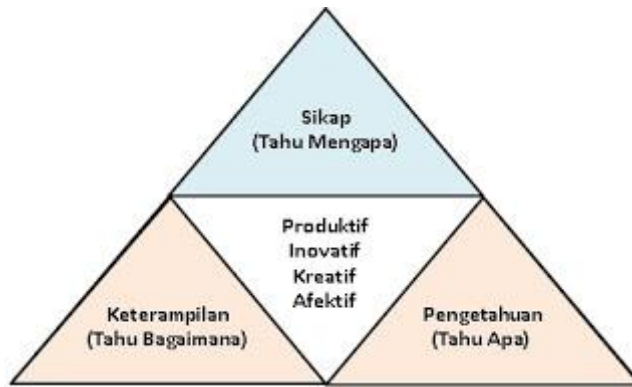 Sikap
(Tahu Mengapa)
Produktif
Inovatif
Kreatif
Afektif
Keterampilan
(Tahu Bagaimana)
Pengetahuan
(Tahu Apa)